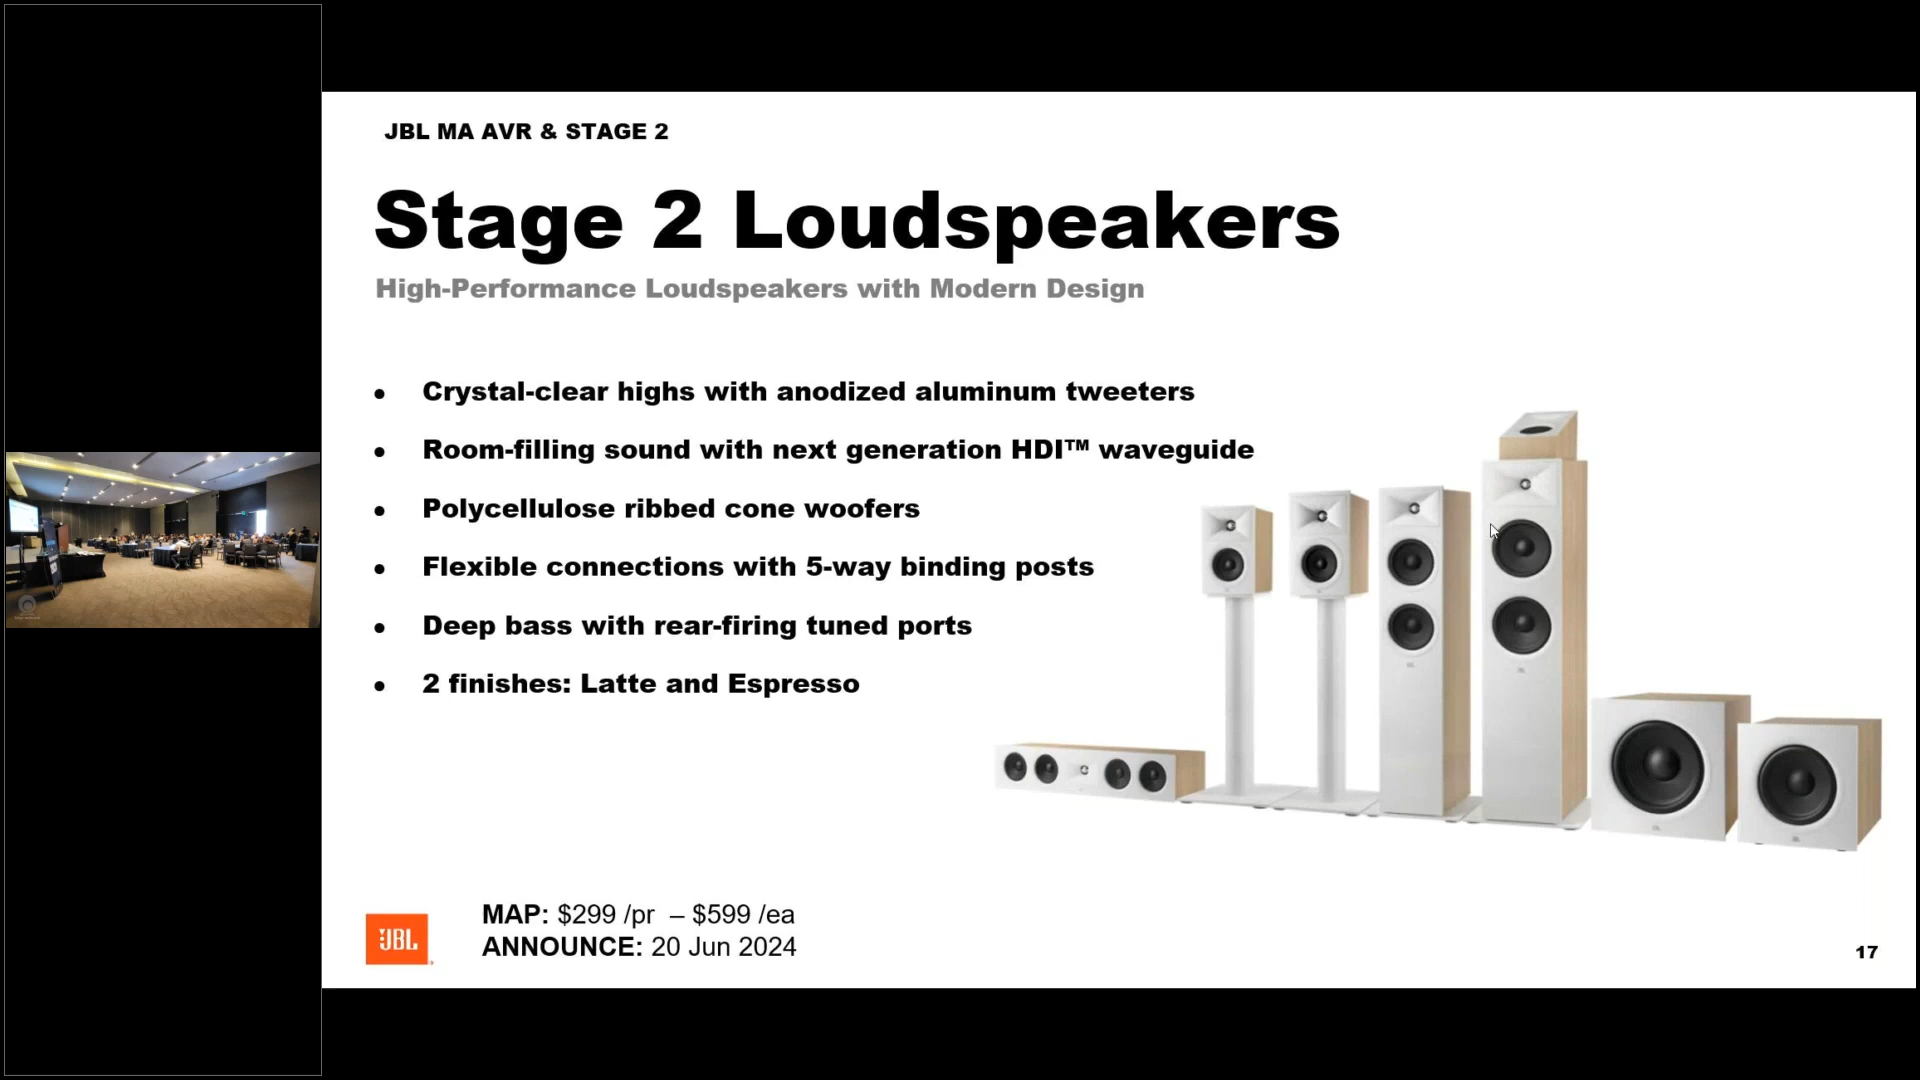 JBL MA AVR & STAGE 2
Stage 2 Loudspeakers
High-Performance Loudspeakers with Modern Design
• Crystal-clear highs with anodized aluminum tweeters
• Room-filling sound with next generation HDI™ waveguide
• Polycellulose ribbed cone woofers
• Flexible connections with 5-way binding posts
• Deep bass with rear-firing tuned ports
• 2 finishes: Latte and Espresso
MAP: $299 /pr – $599 /ea
JBL
ANNOUNCE: 20 Jun 2024
17